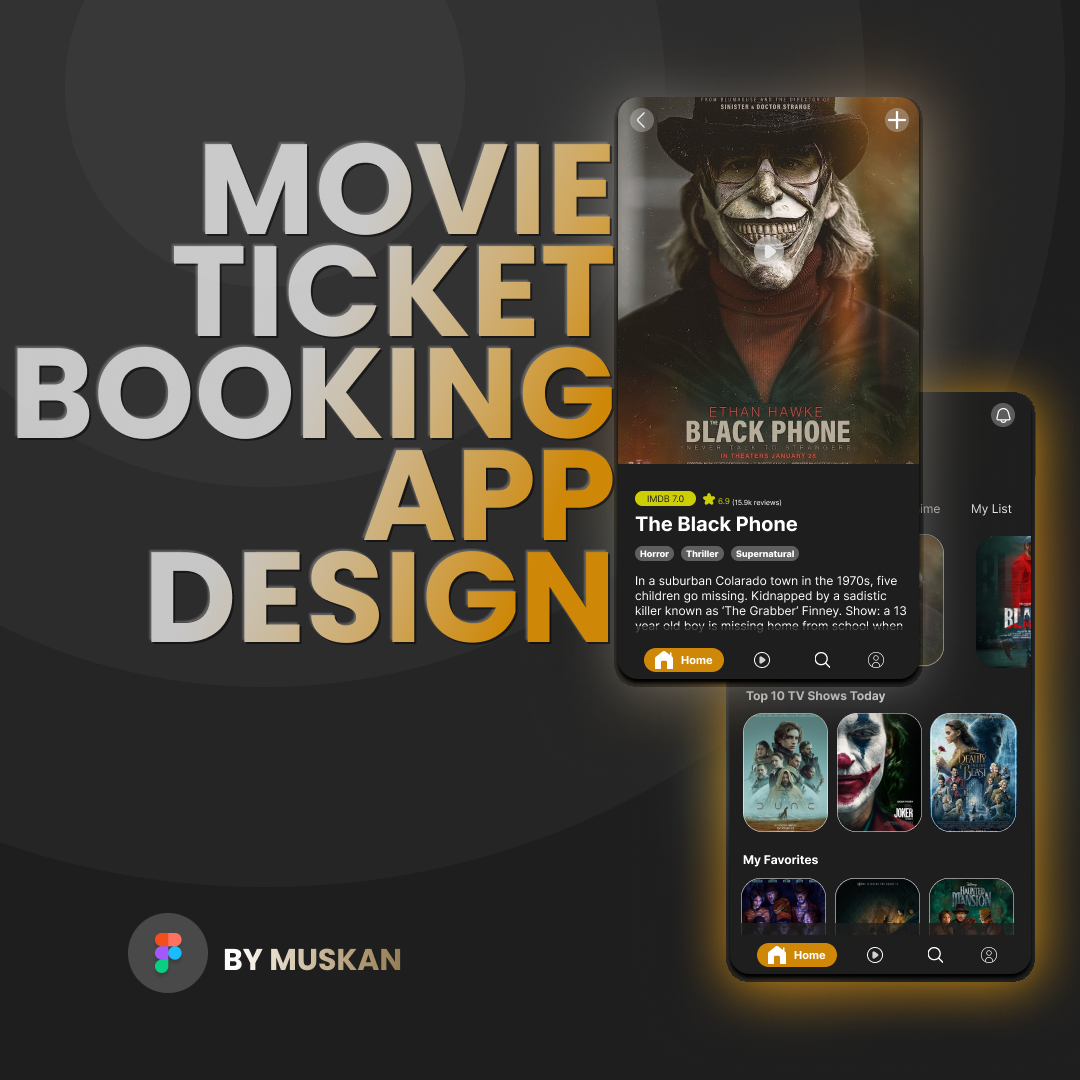 MOVIE
TICKET
BOOKING
APP
DESIGN
FROM BLUMHOUSE AND THE DIRECTOR OF
SINISTER & DOCTOR STRANGE
ETHAN HAWKE
THE
BLACK PHONE
NEVER TALK TO STRANGERS
IN THEATERS JANUARY 28
IMDB 7.0
6.9 (15.9k reviews)
The Black Phone
Horror Thriller Supernatural
In a suburban Colarado town in the 1970s, five
children go missing. Kidnapped by a sadistic
killer known as ‘The Grabber’ Finney. Show: a 13
year old boy is missing home from school when
Home
My List
Top 10 TV Shows Today
DUNE
JOKER
BEAUTY
AND THE
BEAST
My Favorites
HAUNTED
MANSION
Home
BY MUSKAN